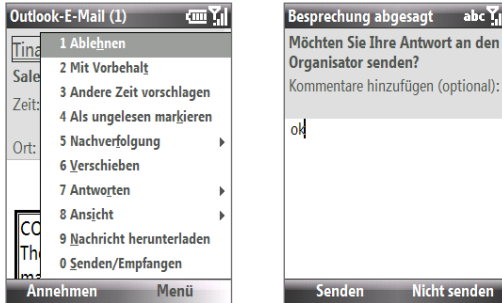 Outlook-E-Mail (1)
Tina
Sale
Zeit:
Ort:
1 Ablehnen
2 Mit Vorbehalt
3 Andere Zeit vorschlagen
4 Als ungelesen markieren
5 Nachverfolgung
6 Verschieben
7 Antworten
8 Ansicht
9 Nachricht herunterladen
0 Senden/Empfangen
CO
The
Annehmen Menü
Besprechung abgesagt abc
Möchten Sie Ihre Antwort an den
Organisator senden?
Kommentare hinzufügen (optional):
ok
Senden Nicht senden